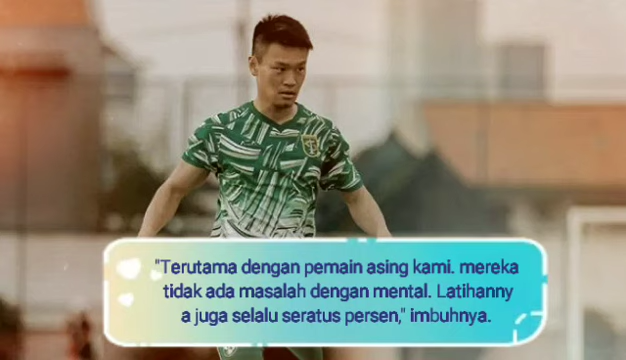 "Terutama dengan pemain asing kami. mereka
tidak ada masalah dengan mental. Latihanny
a juga selalu seratus persen," imbuhnya.